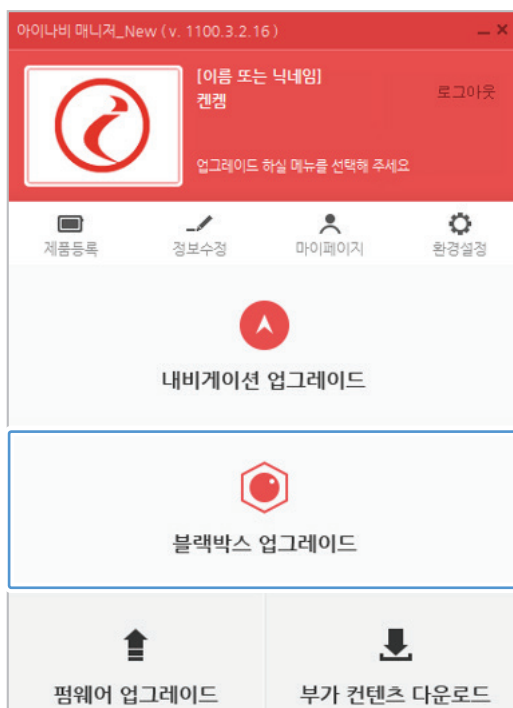 아이나비 매니저_New ( v. 1100.3.2.16 )
[이름 또는 닉네임]
켄켐
로그아웃
업그레이드 하실 메뉴를 선택해 주세요
제품등록 정보수정 마이페이지 환경설정
내비게이션 업그레이드
블랙박스 업그레이드
펌웨어 업그레이드 부가 컨텐츠 다운로드